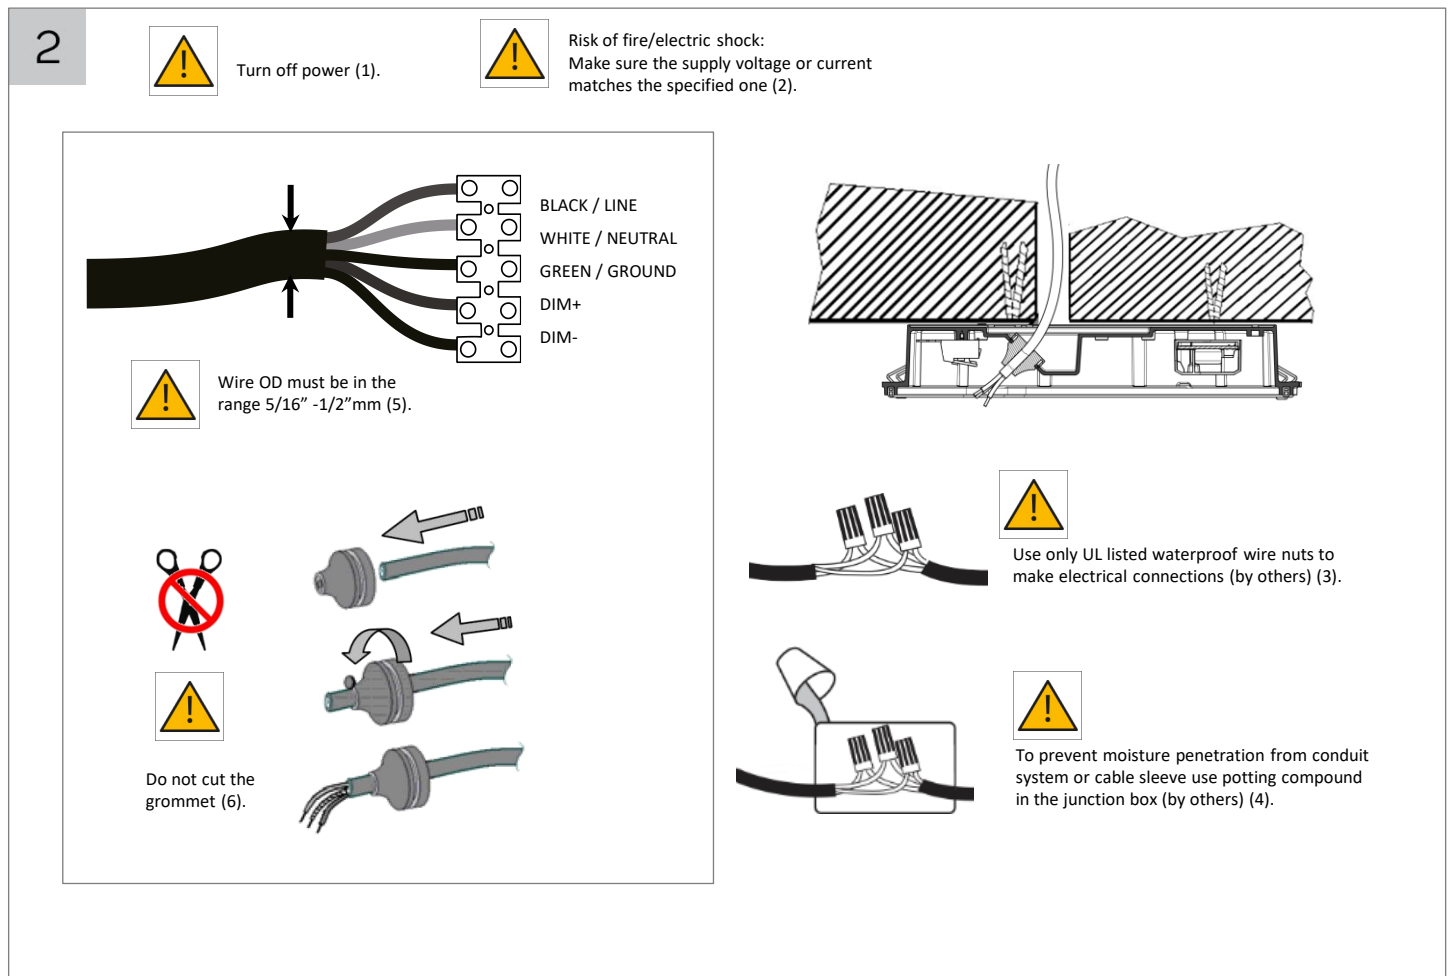 2
Turn off power (1).
Risk of fire/electric shock:
Make sure the supply voltage or current
matches the specified one (2).
BLACK / LINE
WHITE / NEUTRAL
GREEN / GROUND
DIM+
DIM-
Wire OD must be in the
range 5/16” -1/2”mm (5).
Do not cut the
grommet (6).
Use only UL listed waterproof wire nuts to
make electrical connections (by others) (3).
To prevent moisture penetration from conduit
system or cable sleeve use potting compound
in the junction box (by others) (4).